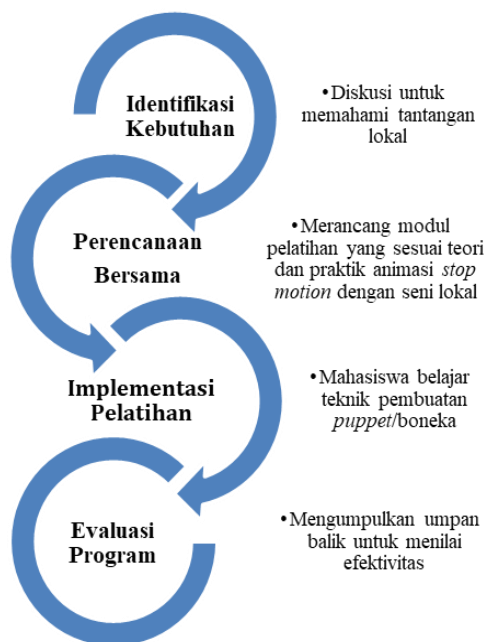 Identifikasi
Kebutuhan
•Diskusi untuk
memahami tantangan
lokal
Perencanaan
Bersama
•Merancang modul
pelatihan yang sesuai teori
dan praktik animasi stop
motion dengan seni lokal
Implementasi
Pelatihan
•Mahasiswa belajar
teknik pembuatan
puppet/boneka
Evaluasi
Program
•Mengumpulkan umpan
balik untuk menilai
efektivitas